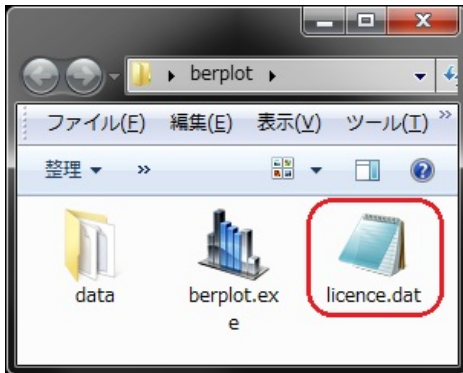 berplot
ファイル(F) 編集(E) 表示(V) ツール(T) »
整理 »
data
berplot.ex
e
licence.dat